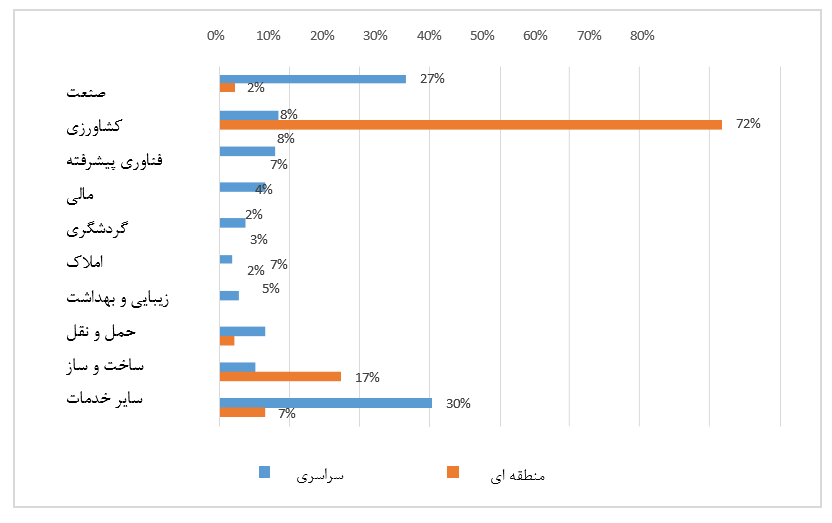 0% 10% 20% 30% 40% 50% 60% 70% 80%
صنعت 27%
2%
کشاورزی 8%
72%
8%
فناوری پیشرفته 7%
مالی 4%
2%
گردشگری
3%
املاک 7%
2%
5%
زیبایی و بهداشت
حمل و نقل
ساخت و ساز 17%
سایر خدمات 30%
7%
سراسری منطقه ای